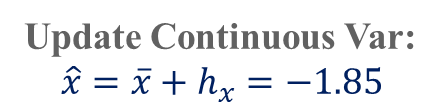 Update Continuous Var:
x̂ = x̄ + hₓ = −1.85